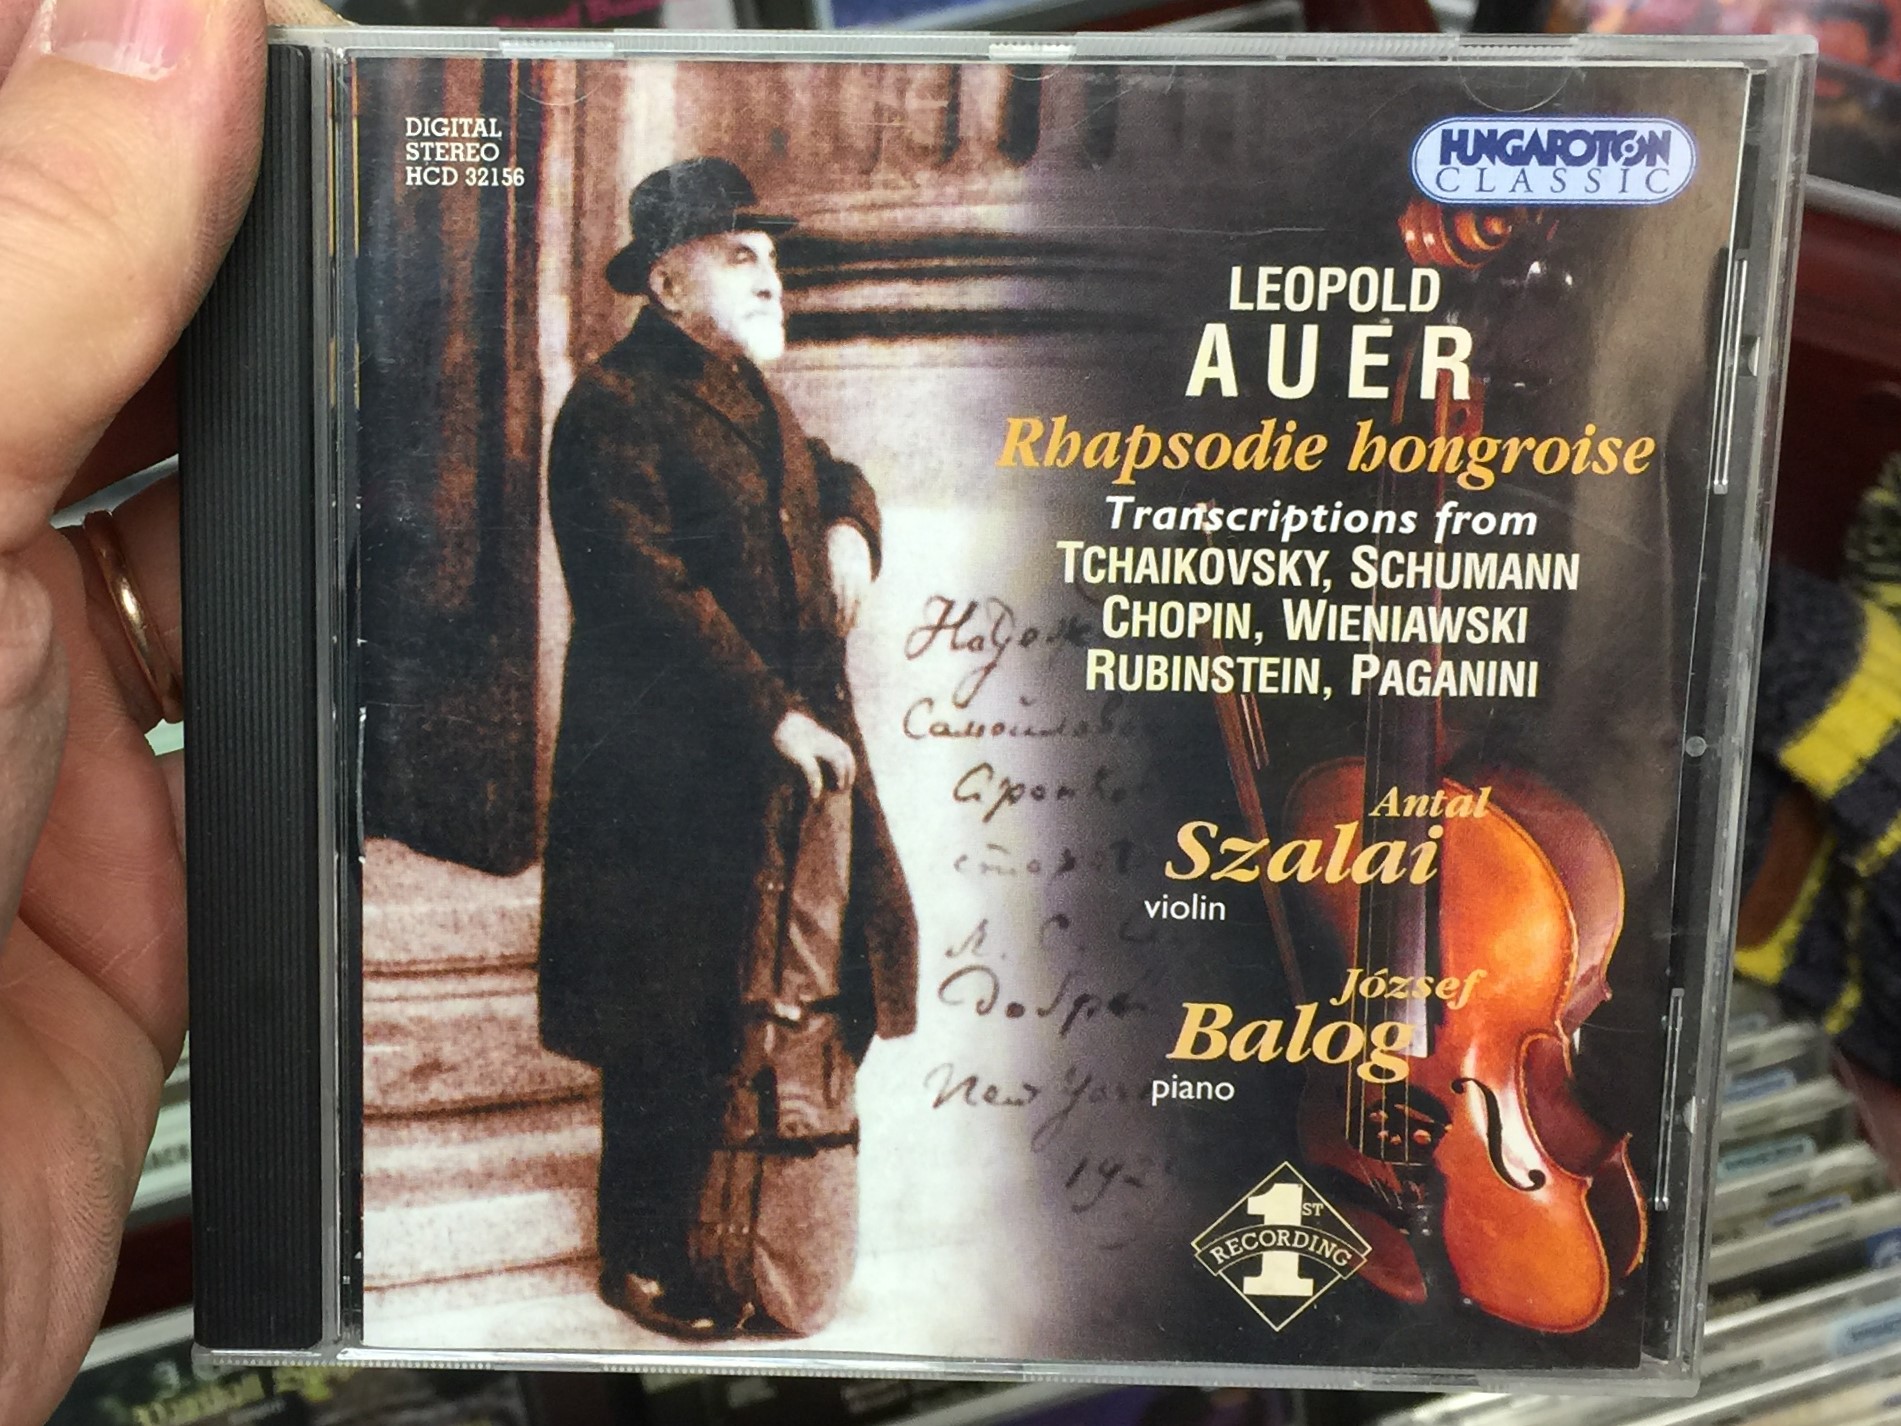 DIGITAL
STEREO
HCD 32156
HUNGAROTON
CLASSIC
LEOPOLD
AUER
Rhapsodie hongroise
Transcriptions from
TCHAIKOVSKY, SCHUMANN
CHOPIN, WIENIAWSKI
RUBINSTEIN, PAGANINI
Antal
Szalai
violin
József
Balog
piano
New York
1ST
RECORDING